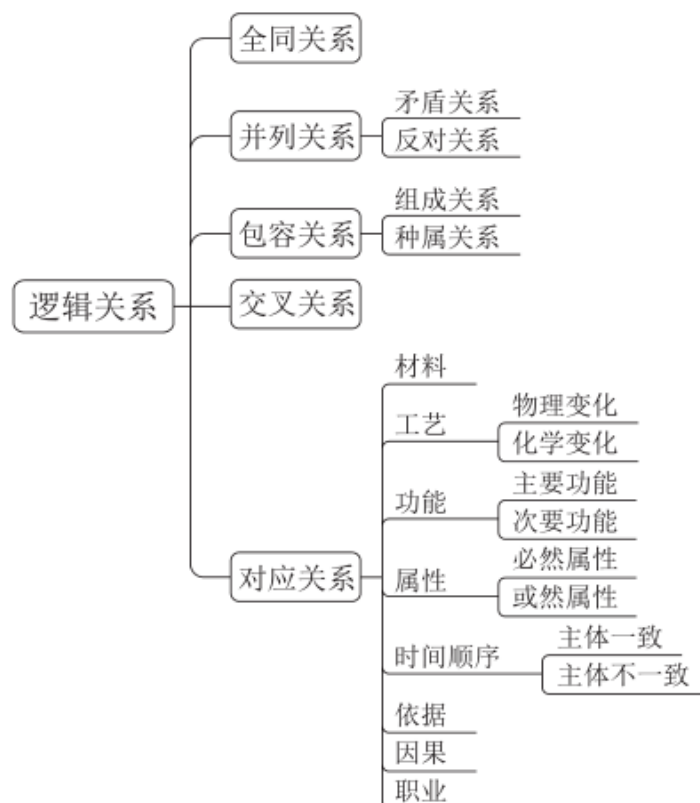 逻辑关系
全同关系
并列关系
矛盾关系
反对关系
包容关系
组成关系
种属关系
交叉关系
对应关系
材料
工艺
物理变化
化学变化
功能
主要功能
次要功能
属性
必然属性
或然属性
时间顺序
主体一致
主体不一致
依据
因果
职业